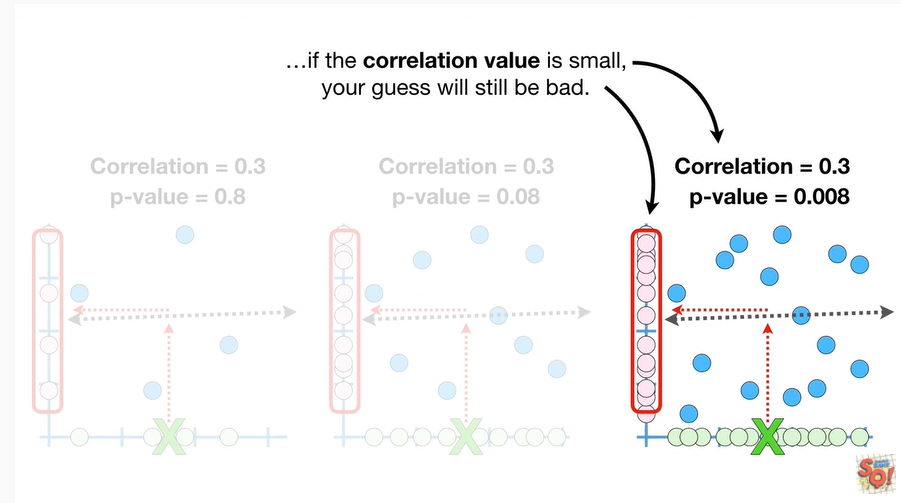 …if the correlation value is small,
your guess will still be bad.
Correlation = 0.3
p-value = 0.8
Correlation = 0.3
p-value = 0.08
Correlation = 0.3
p-value = 0.008
X
X
X
SQ!